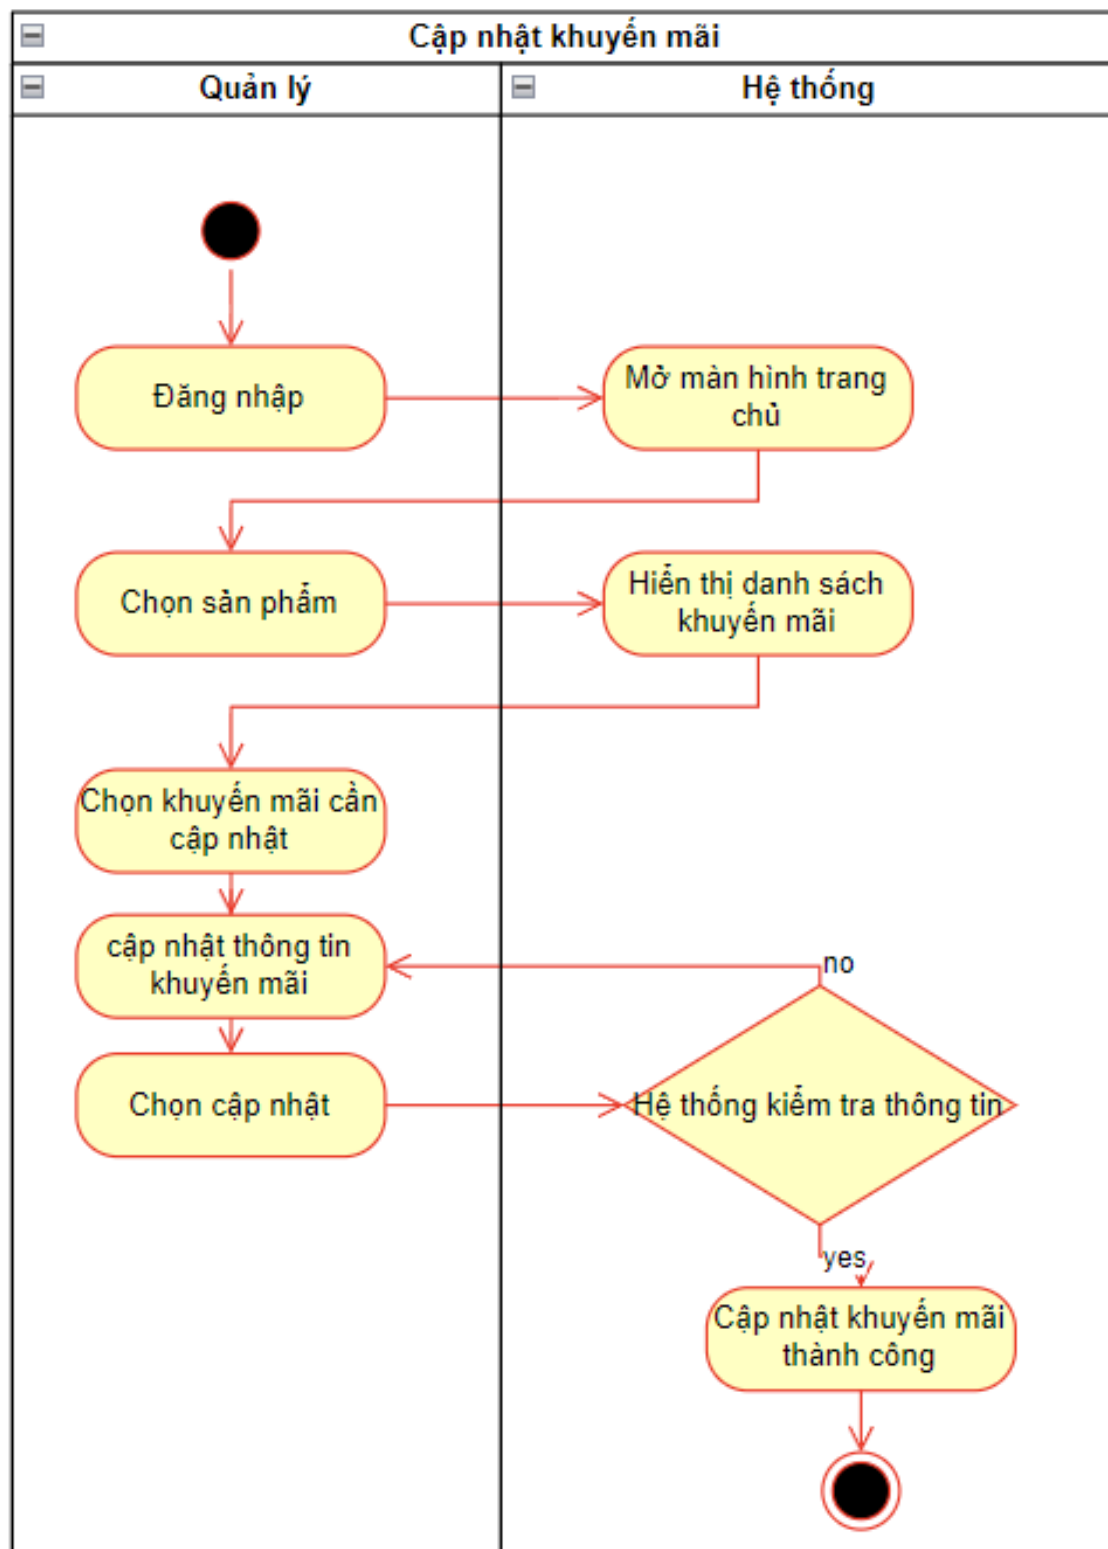 Cập nhật khuyến mãi
Quản lý
Hệ thống
Đăng nhập
Mở màn hình trang
chủ
Chọn sản phẩm
Hiển thị danh sách
khuyến mãi
Chọn khuyến mãi cần
cập nhật
cập nhật thông tin
khuyến mãi
no
Chọn cập nhật
Hệ thống kiểm tra thông tin
yes
Cập nhật khuyến mãi
thành công